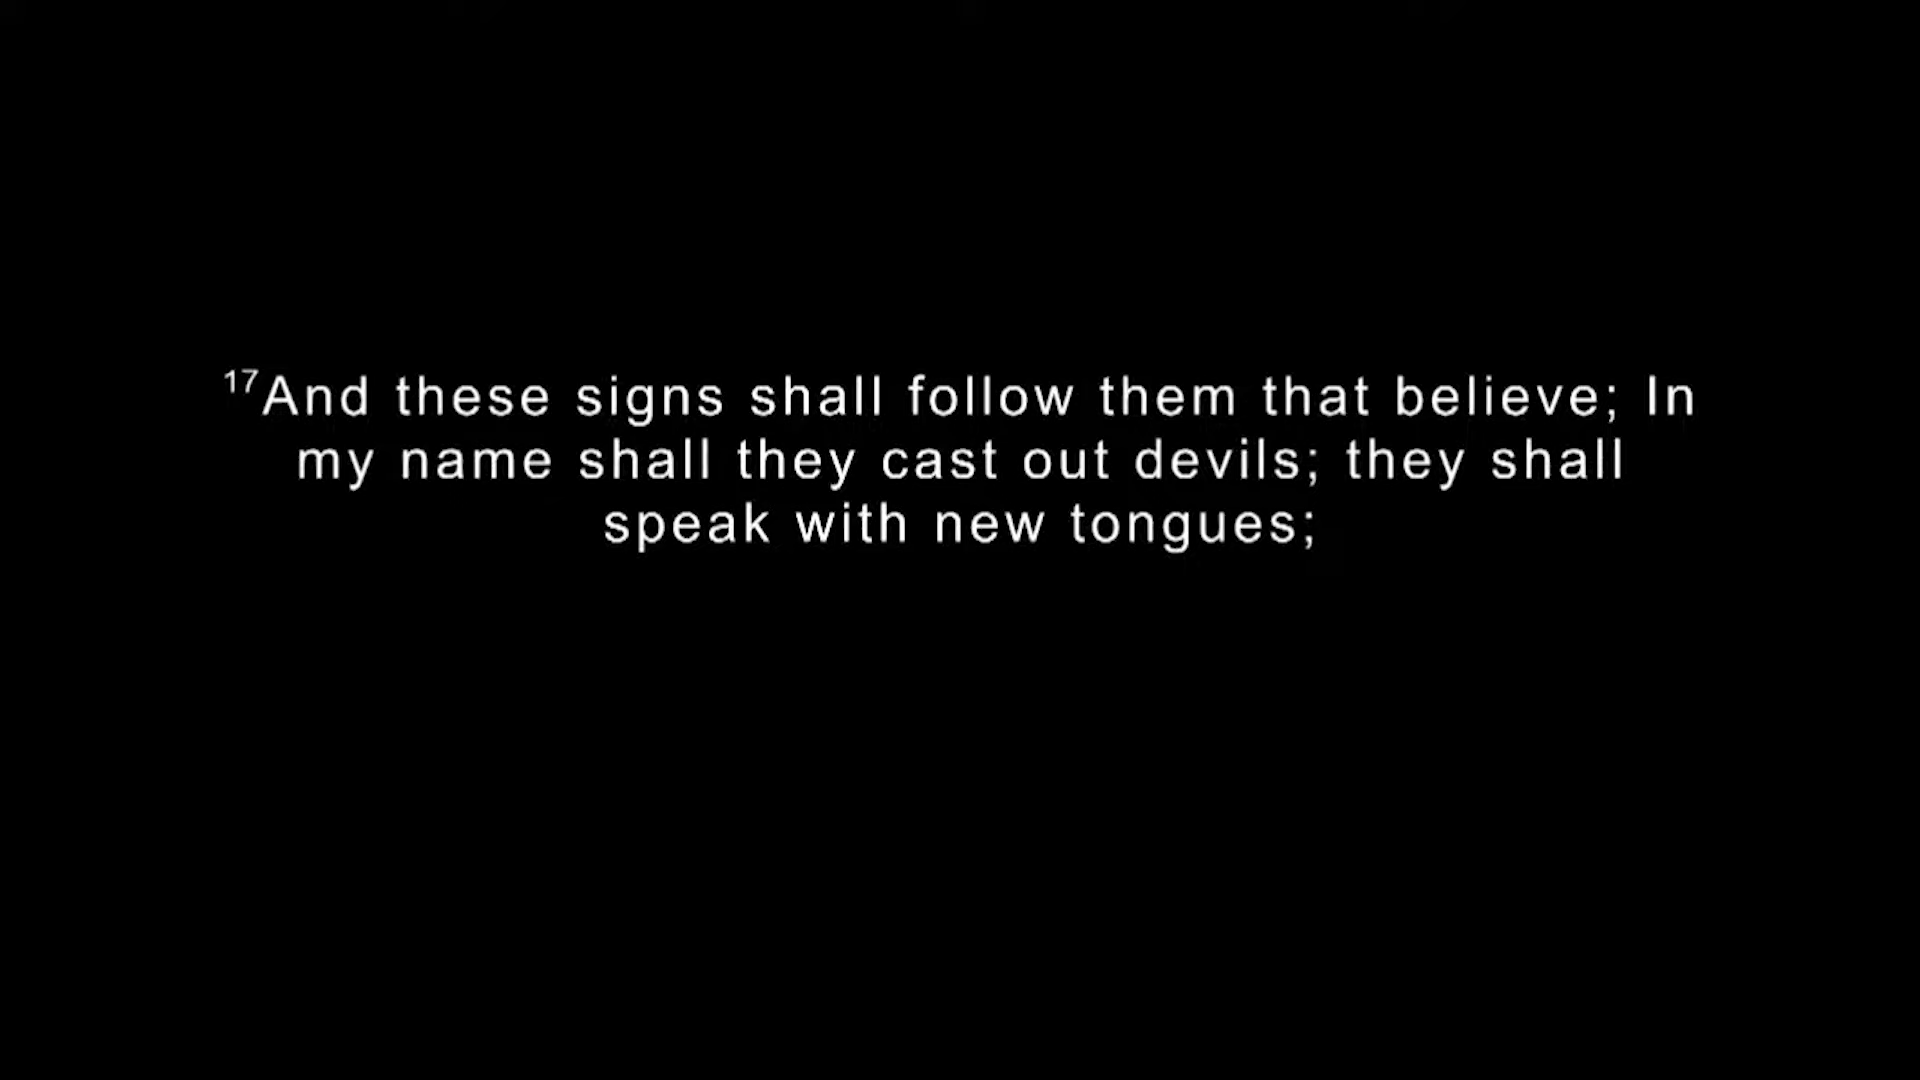 17And these signs shall follow them that believe; In
my name shall they cast out devils; they shall
speak with new tongues;